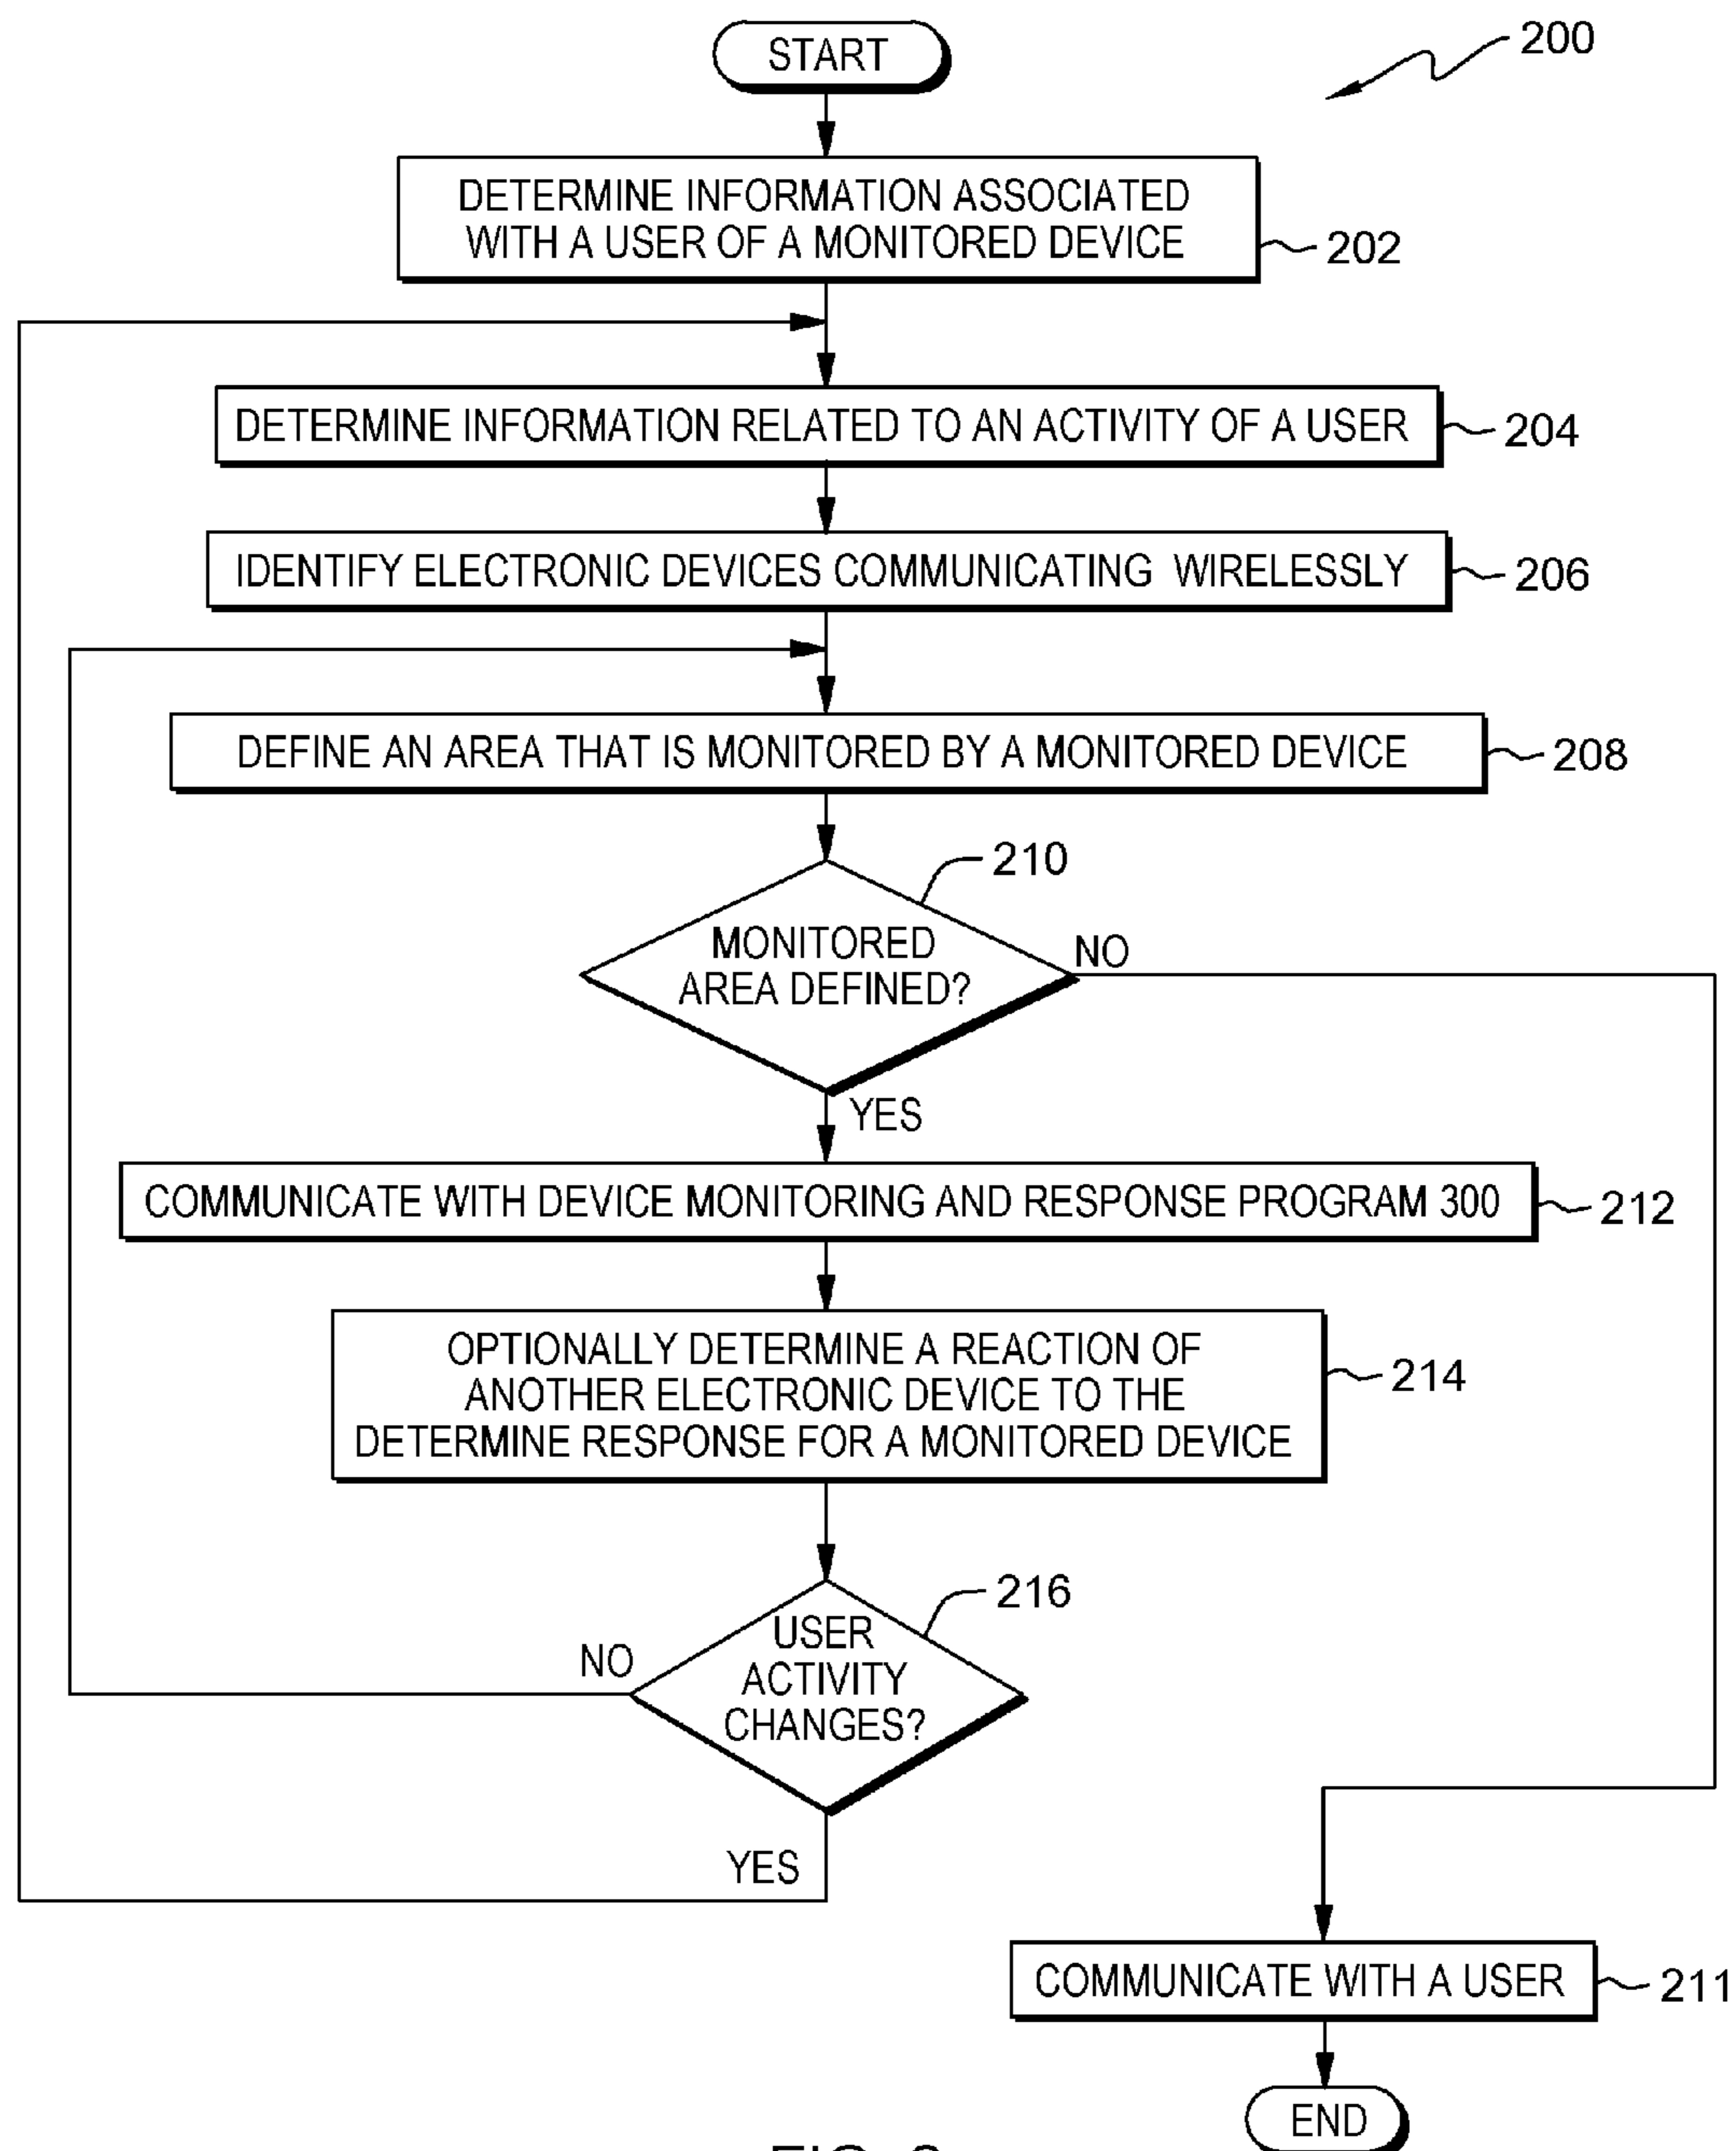 START
200
DETERMINE INFORMATION ASSOCIATED
WITH A USER OF A MONITORED DEVICE
202
DETERMINE INFORMATION RELATED TO AN ACTIVITY OF A USER
204
IDENTIFY ELECTRONIC DEVICES COMMUNICATING WIRELESSLY
206
DEFINE AN AREA THAT IS MONITORED BY A MONITORED DEVICE
208
210
MONITORED
AREA DEFINED?
NO
YES
COMMUNICATE WITH DEVICE MONITORING AND RESPONSE PROGRAM 300
212
OPTIONALLY DETERMINE A REACTION OF
ANOTHER ELECTRONIC DEVICE TO THE
DETERMINE RESPONSE FOR A MONITORED DEVICE
214
216
USER
ACTIVITY
CHANGES?
NO
YES
COMMUNICATE WITH A USER
211
END